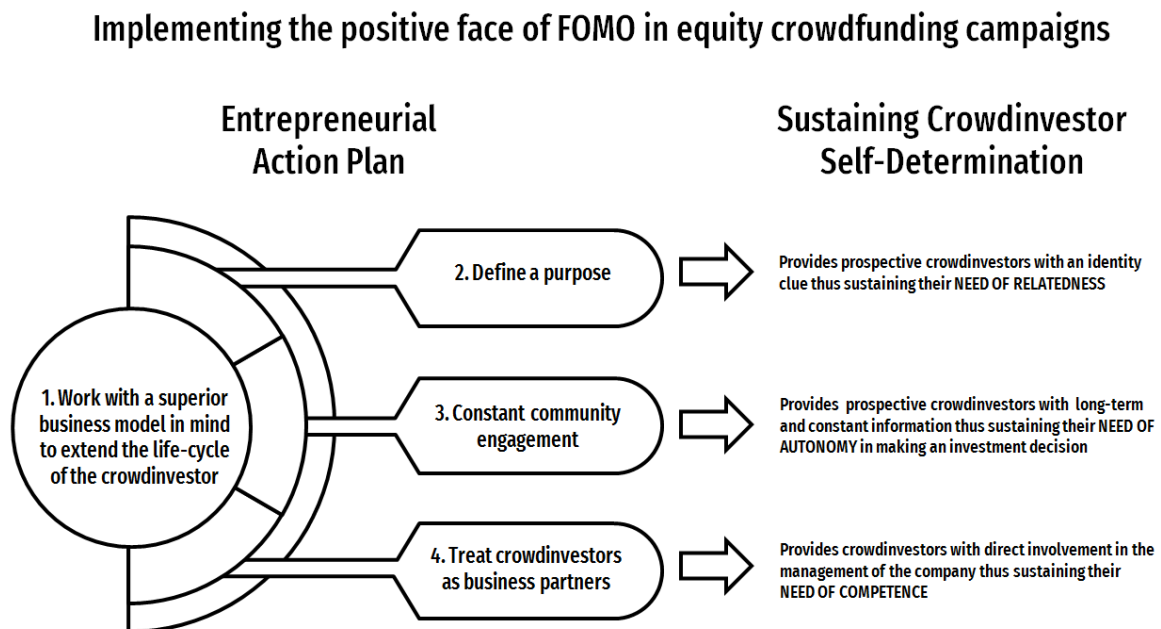 Implementing the positive face of FOMO in equity crowdfunding campaigns
Entrepreneurial
Action Plan
Sustaining Crowdinvestor
Self-Determination
1. Work with a superior
business model in mind
to extend the life-cycle
of the crowdinvestor
2. Define a purpose
Provides prospective crowdinvestors with an identity
clue thus sustaining their NEED OF RELATEDNESS
3. Constant community
engagement
Provides prospective crowdinvestors with long-term
and constant information thus sustaining their NEED OF
AUTONOMY in making an investment decision
4. Treat crowdinvestors
as business partners
Provides crowdinvestors with direct involvement in the
management of the company thus sustaining their
NEED OF COMPETENCE